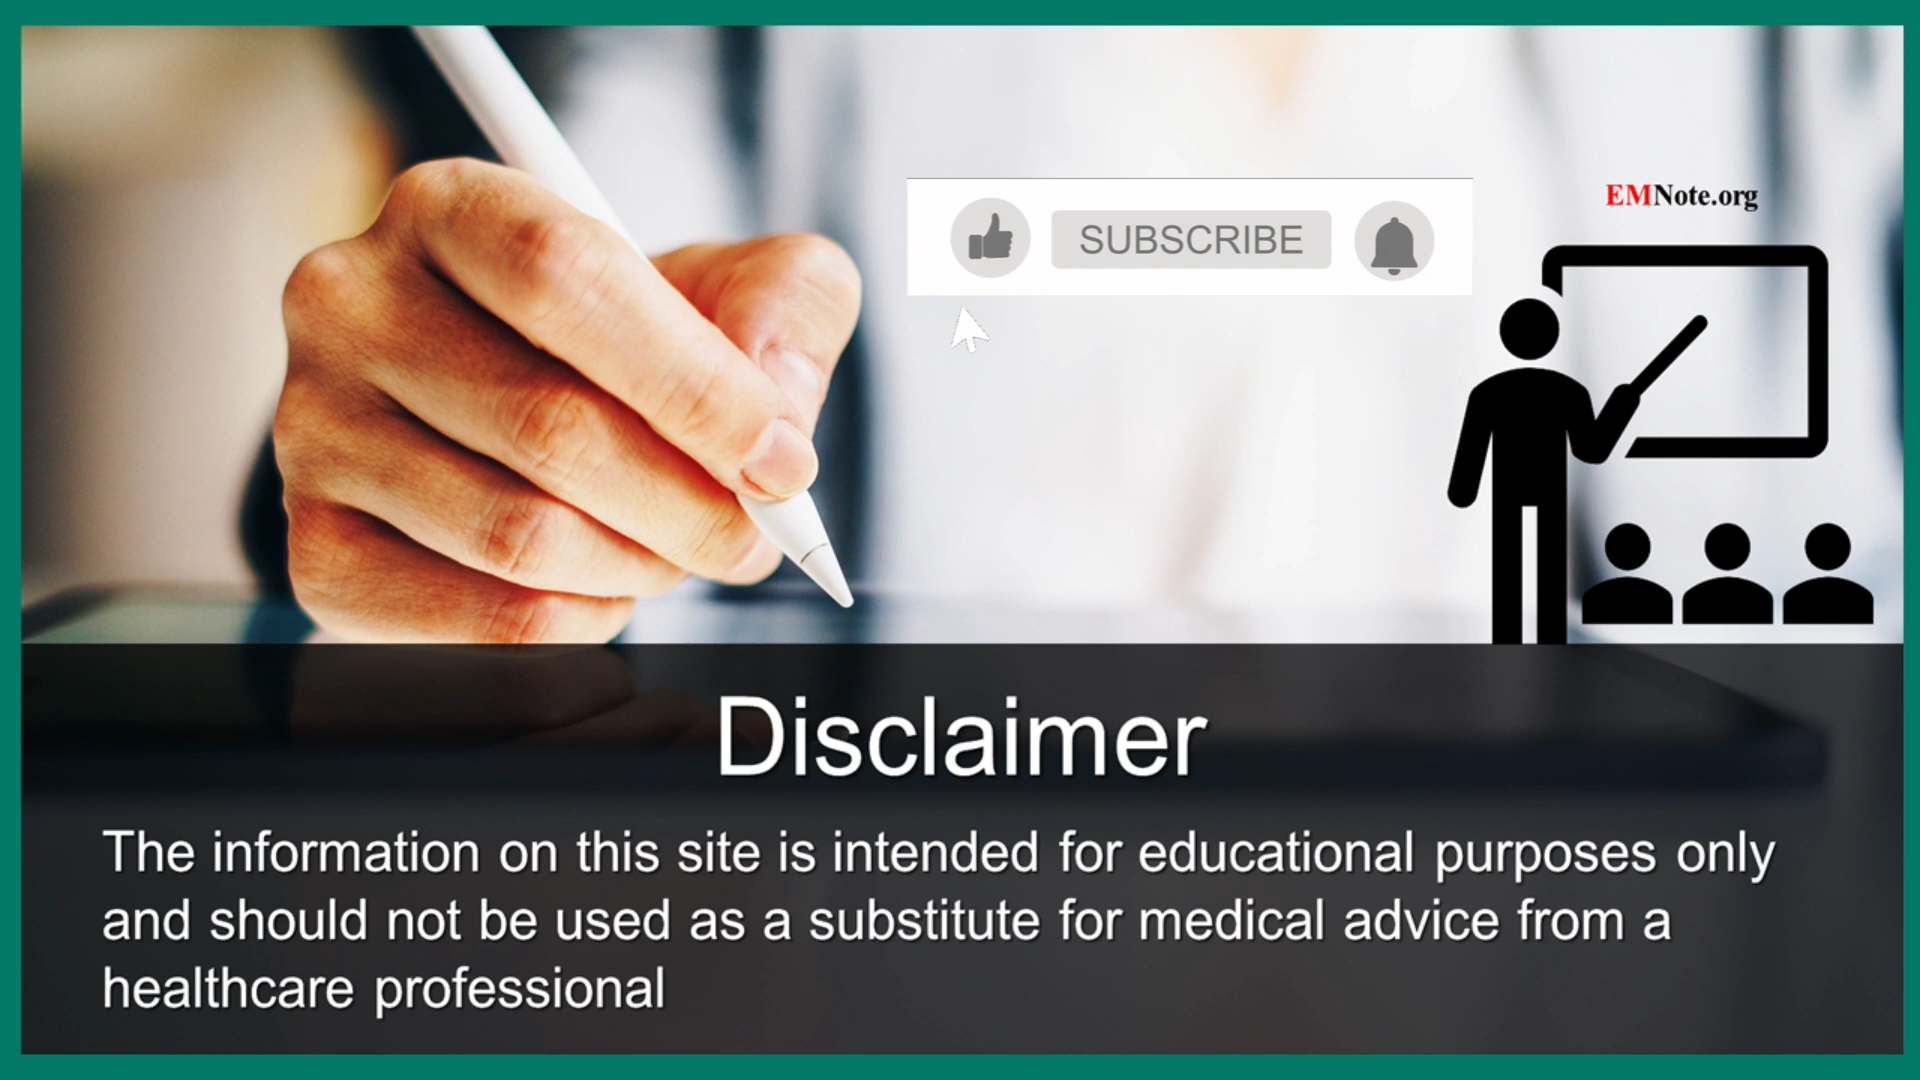 SUBSCRIBE
EMNote.org
Disclaimer
The information on this site is intended for educational purposes only
and should not be used as a substitute for medical advice from a
healthcare professional